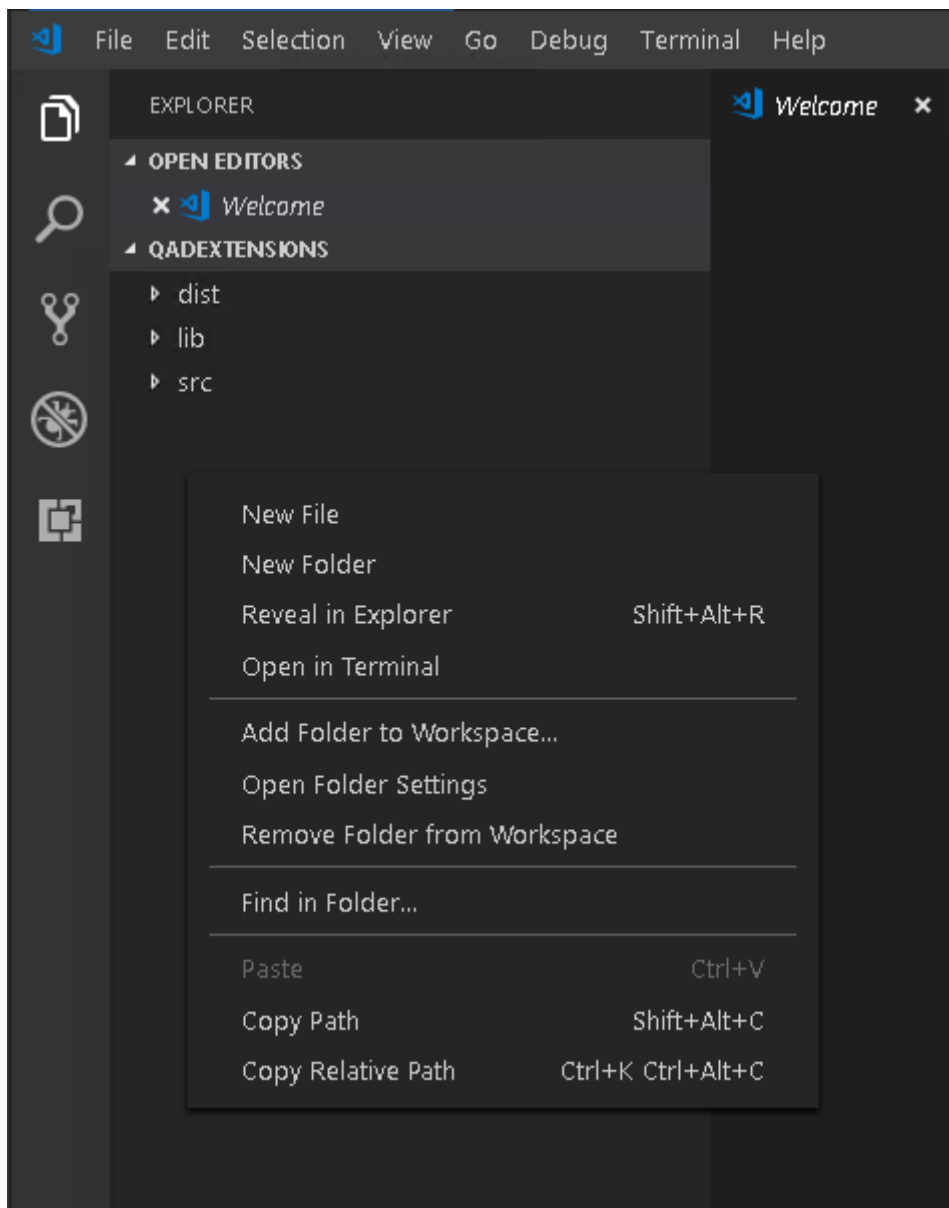 File Edit Selection View Go Debug Terminal Help
EXPLORER
Welcome
OPEN EDITORS
Welcome
QADEXTENSIONS
dist
lib
src
New File
New Folder
Reveal in Explorer Shift+Alt+R
Open in Terminal
Add Folder to Workspace...
Open Folder Settings
Remove Folder from Workspace
Find in Folder...
Paste Ctrl+V
Copy Path Shift+Alt+C
Copy Relative Path Ctrl+K Ctrl+Alt+C